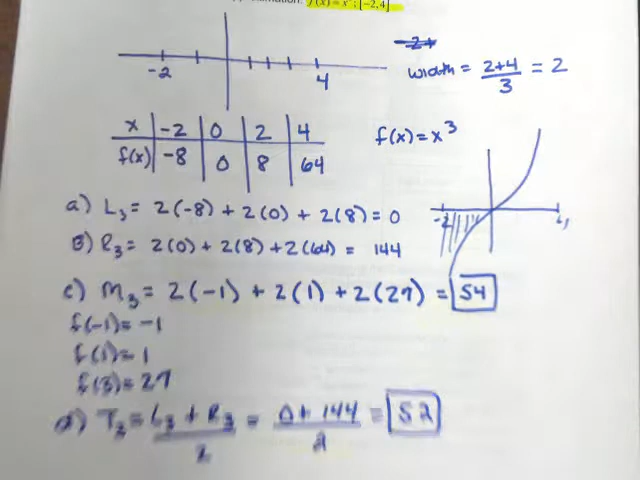 f(x) = x³; [-2,4]
-2 4
width = 2+4/3 = 2
x -2 0 2 4
f(x) -8 0 8 64
f(x) = x³
a) L₃ = 2(-8) + 2(0) + 2(8) = 0
B) R₃ = 2(0) + 2(8) + 2(64) = 144
-2 4
c) M₃ = 2(-1) + 2(1) + 2(27) = 54
f(-1) = -1
f(1) = 1
f(3) = 27
d) T₃ = L₃ + R₃/2 = 0 + 144/2 = 52